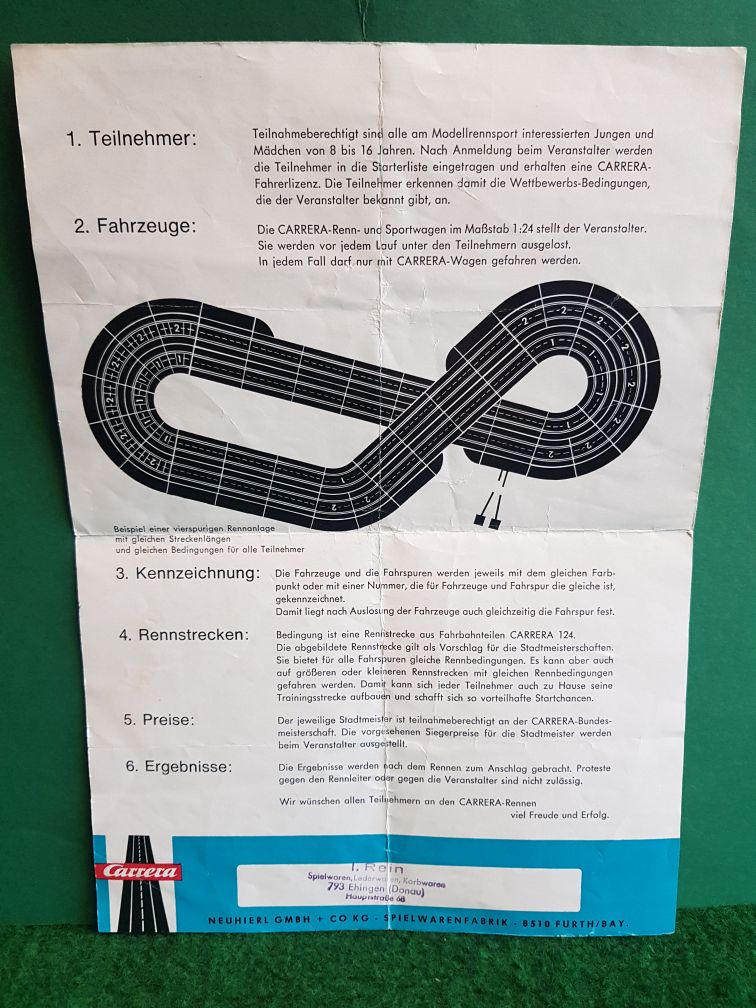 1. Teilnehmer:
Teilnahmeberechtigt sind alle am Modellrennsport interessierten Jungen und
Mädchen von 8 bis 16 Jahren. Nach Anmeldung beim Veranstalter werden
die Teilnehmer in die Starterliste eingetragen und erhalten eine CARRERA-
Fahrerlizenz. Die Teilnehmer erkennen damit die Wettbewerbs-Bedingungen,
die der Veranstalter bekannt gibt, an.
2. Fahrzeuge:
Die CARRERA-Renn- und Sportwagen im Maßstab 1:24 stellt der Veranstalter.
Sie werden vor jedem Lauf unter den Teilnehmern ausgelost.
In jedem Fall darf nur mit CARRERA-Wagen gefahren werden.
Beispiel einer vierspurigen Rennanlage
mit gleichen Streckenlängen
und gleichen Bedingungen für alle Teilnehmer
3. Kennzeichnung:
Die Fahrzeuge und die Fahrspuren werden jeweils mit dem gleichen Farb-
punkt oder mit einer Nummer, die für Fahrzeuge und Fahrspur die gleiche ist,
gekennzeichnet.
Damit liegt nach Auslosung der Fahrzeuge auch gleichzeitig die Fahrspur fest.
4. Rennstrecken:
Bedingung ist eine Rennstrecke aus Fahrbahnteilen CARRERA 124.
Die abgebildete Rennstrecke gilt als Vorschlag für die Stadtmeisterschaften.
Sie bietet für alle Fahrspuren gleiche Rennbedingungen. Es kann aber auch
auf größeren oder kleineren Rennstrecken mit gleichen Rennbedingungen
gefahren werden. Damit kann sich jeder Teilnehmer auch zu Hause seine
Trainingsstrecke aufbauen und schafft sich so vorteilhafte Startchancen.
5. Preise:
Der jeweilige Stadtmeister ist teilnahmeberechtigt an der CARRERA-Bundes-
meisterschaft. Die vorgesehenen Siegerpreise für die Stadtmeister werden
beim Veranstalter ausgestellt.
6. Ergebnisse:
Die Ergebnisse werden nach dem Rennen zum Anschlag gebracht. Proteste
gegen den Rennleiter oder gegen die Veranstalter sind nicht zulässig.
Wir wünschen allen Teilnehmern an den CARRERA-Rennen
viel Freude und Erfolg.
Carrera
I. Rein
Spielwaren, Lederwaren, Korbwaren
793 Ehingen (Donau)
Hauptstraße 68
NEUHIERL GMBH + CO KG · SPIELWARENFABRIK · 8510 FÜRTH/BAY.